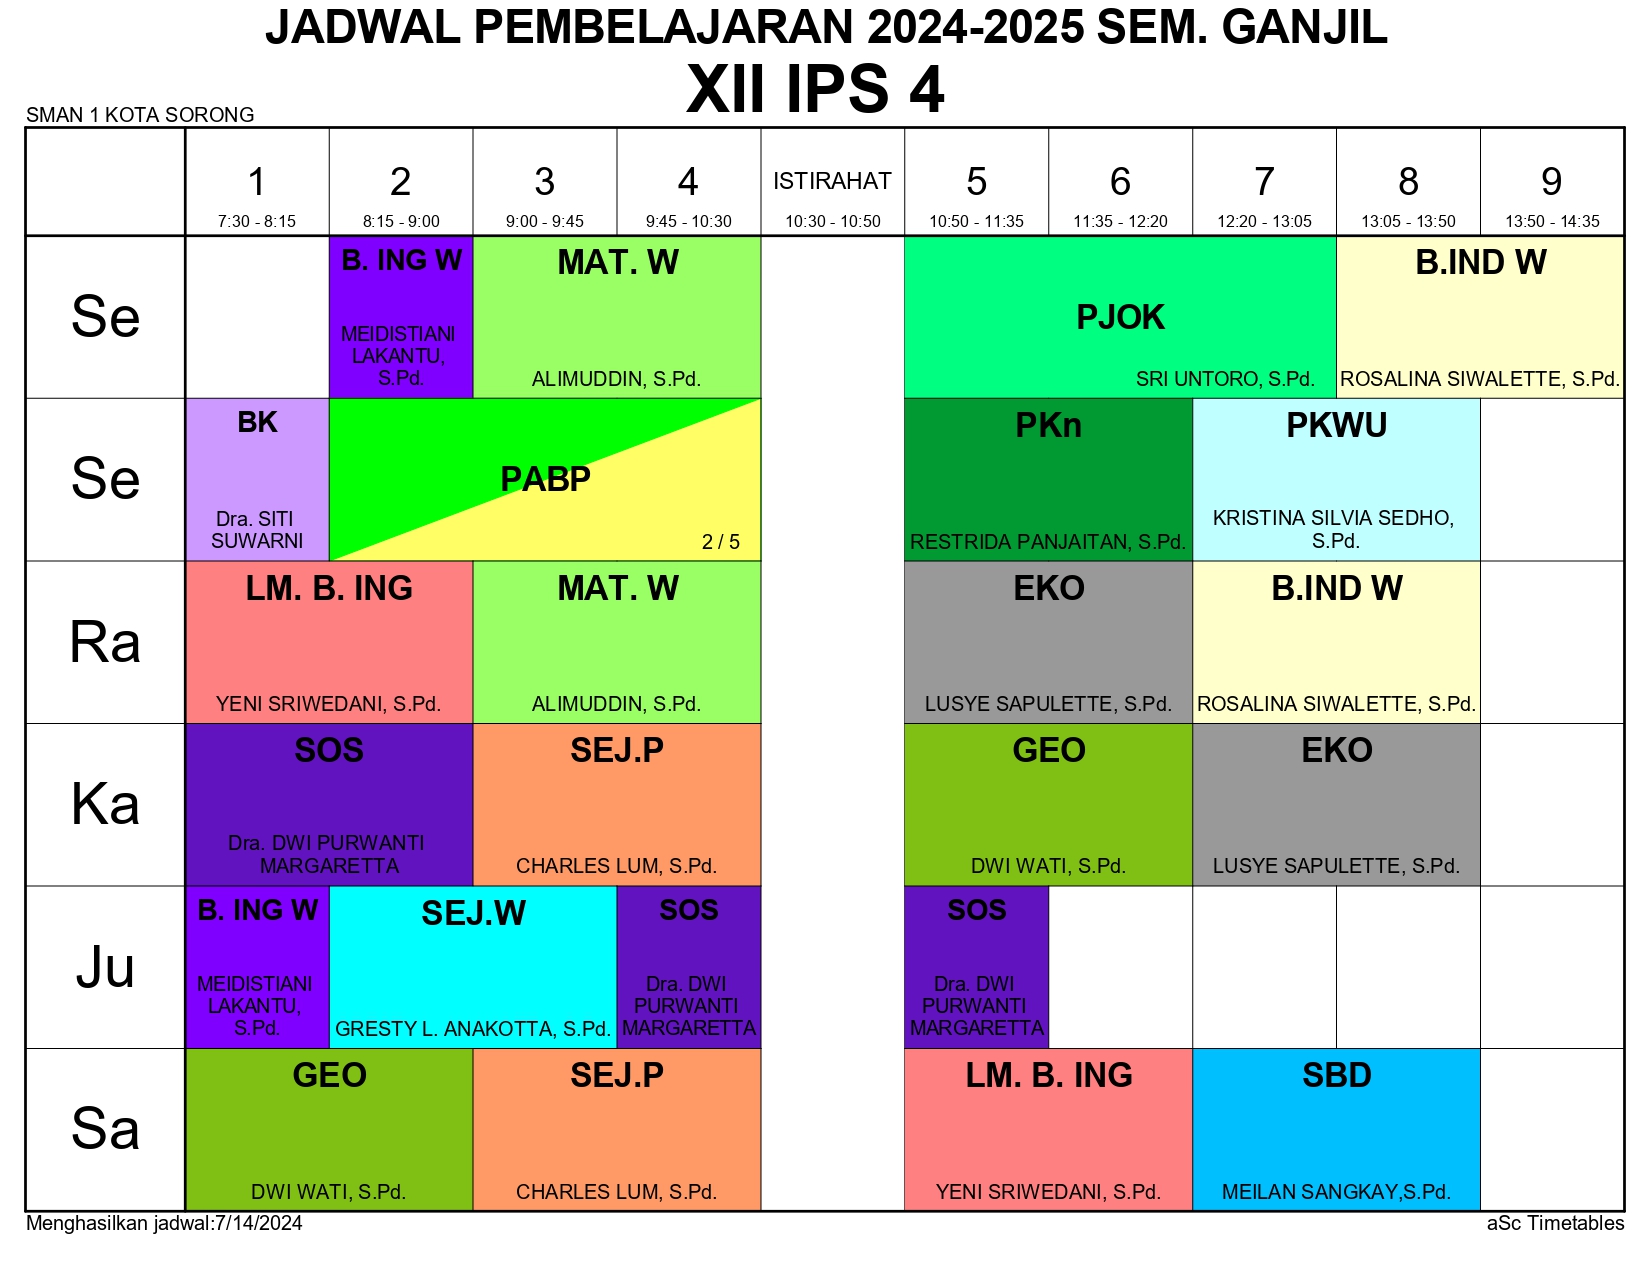 JADWAL PEMBELAJARAN 2024-2025 SEM. GANJIL
XII IPS 4
SMAN 1 KOTA SORONG
1 2 3 4 ISTIRAHAT 5 6 7 8 9
7:30 - 8:15 8:15 - 9:00 9:00 - 9:45 9:45 - 10:30 10:30 - 10:50 10:50 - 11:35 11:35 - 12:20 12:20 - 13:05 13:05 - 13:50 13:50 - 14:35
Se
B. ING W
MEIDISTIANI
LAKANTU,
S.Pd.
MAT. W
ALIMUDDIN, S.Pd.
PJOK
SRI UNTORO, S.Pd.
B.IND W
ROSALINA SIWALETTE, S.Pd.
Se
BK
Dra. SITI
SUWARNI
PABP
2 / 5
PKn
RESTRIDA PANJAITAN, S.Pd.
PKWU
KRISTINA SILVIA SEDHO,
S.Pd.
Ra
LM. B. ING
YENI SRIWEDANI, S.Pd.
MAT. W
ALIMUDDIN, S.Pd.
EKO
LUSYE SAPULETTE, S.Pd.
B.IND W
ROSALINA SIWALETTE, S.Pd.
Ka
SOS
Dra. DWI PURWANTI
MARGARETTA
SEJ.P
CHARLES LUM, S.Pd.
GEO
DWI WATI, S.Pd.
EKO
LUSYE SAPULETTE, S.Pd.
Ju
B. ING W
MEIDISTIANI
LAKANTU,
S.Pd.
SEJ.W
GRESTY L. ANAKOTTA, S.Pd.
SOS
Dra. DWI
PURWANTI
MARGARETTA
SOS
Dra. DWI
PURWANTI
MARGARETTA
Sa
GEO
DWI WATI, S.Pd.
SEJ.P
CHARLES LUM, S.Pd.
LM. B. ING
YENI SRIWEDANI, S.Pd.
SBD
MEILAN SANGKAY,S.Pd.
Menghasilkan jadwal:7/14/2024
aSc Timetables